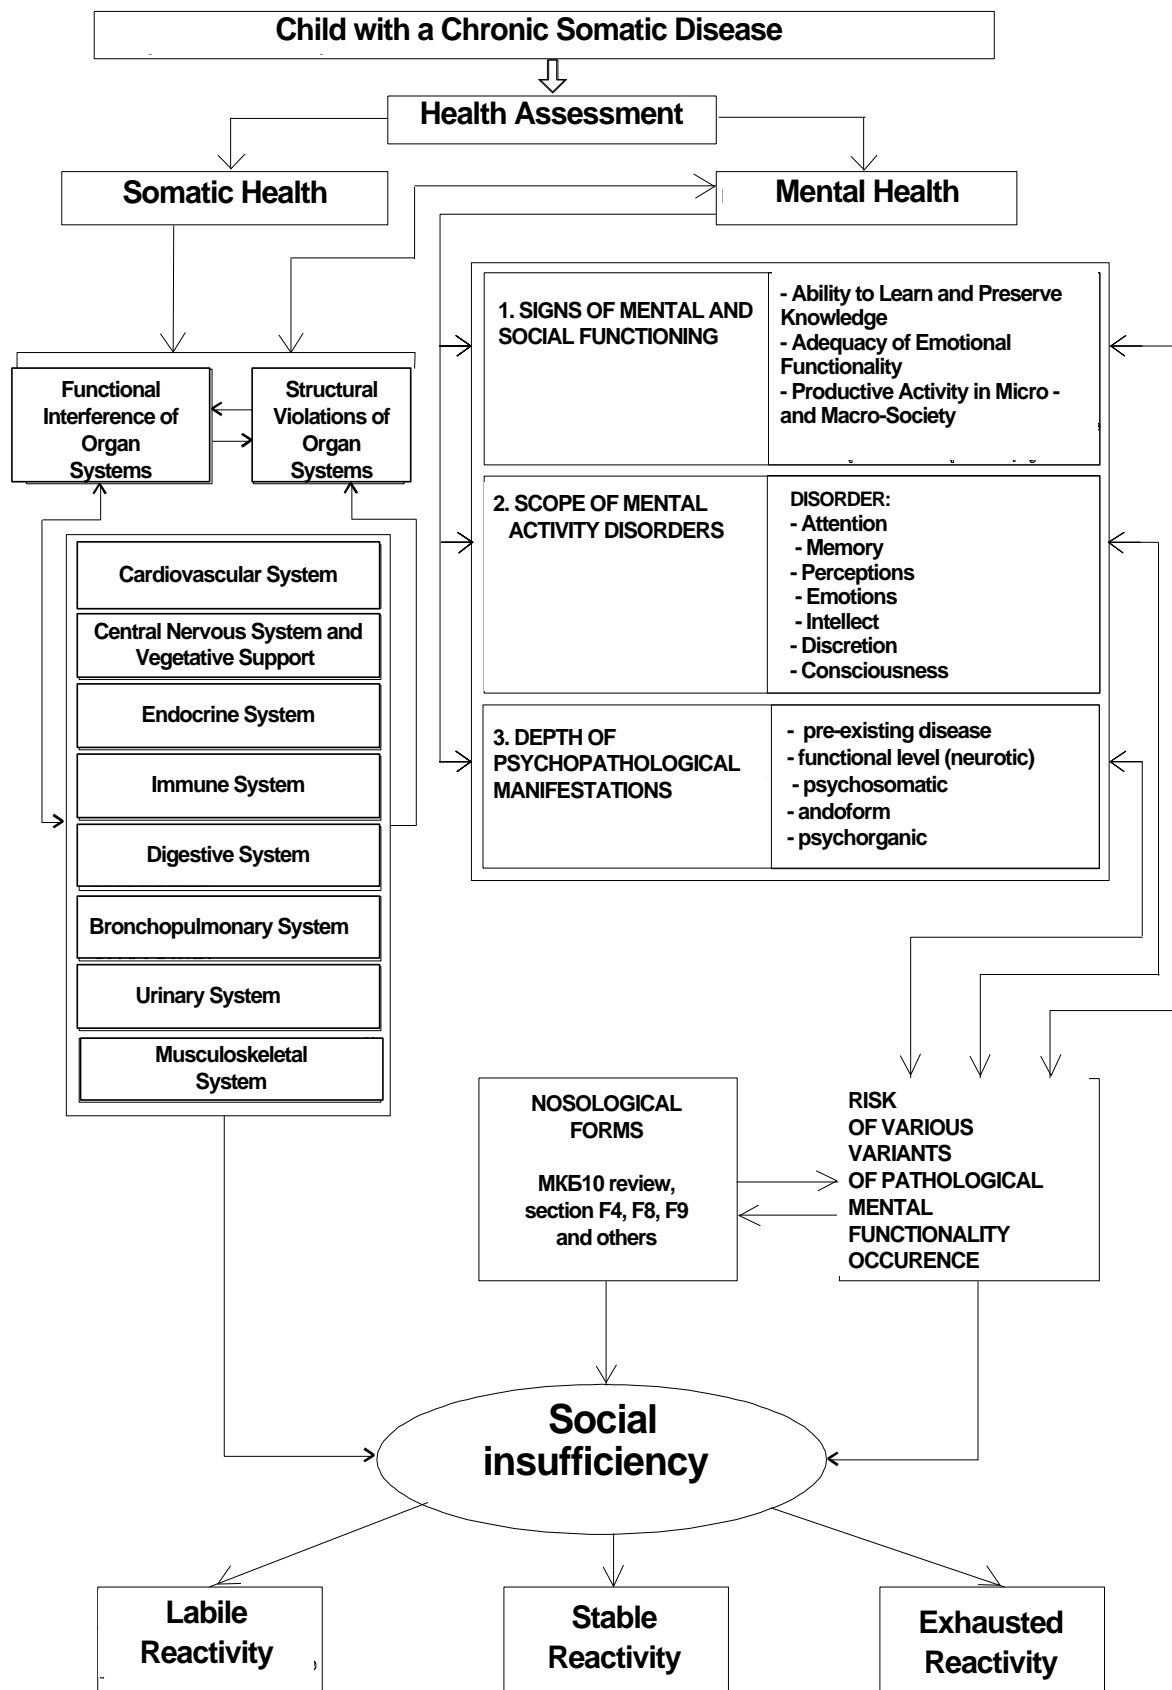 Child with a Chronic Somatic Disease
Health Assessment
Somatic Health
Mental Health
Functional
Interference of
Organ
Systems
Structural
Violations of
Organ
Systems
Cardiovascular System
Central Nervous System and
Vegetative Support
Endocrine System
Immune System
Digestive System
Bronchopulmonary System
Urinary System
Musculoskeletal
System
1. SIGNS OF MENTAL AND
SOCIAL FUNCTIONING
- Ability to Learn and Preserve
Knowledge
- Adequacy of Emotional
Functionality
- Productive Activity in Micro -
and Macro-Society
2. SCOPE OF MENTAL
ACTIVITY DISORDERS
DISORDER:
- Attention
- Memory
- Perceptions
- Emotions
- Intellect
- Discretion
- Consciousness
3. DEPTH OF
PSYCHOPATHOLOGICAL
MANIFESTATIONS
- pre-existing disease
- functional level (neurotic)
- psychosomatic
- andoform
- psychorganic
NOSOLOGICAL
FORMS
МКБ10 review,
section F4, F8, F9
and others
RISK
OF VARIOUS
VARIANTS
OF PATHOLOGICAL
MENTAL
FUNCTIONALITY
OCCURENCE
Social
insufficiency
Labile
Reactivity
Stable
Reactivity
Exhausted
Reactivity